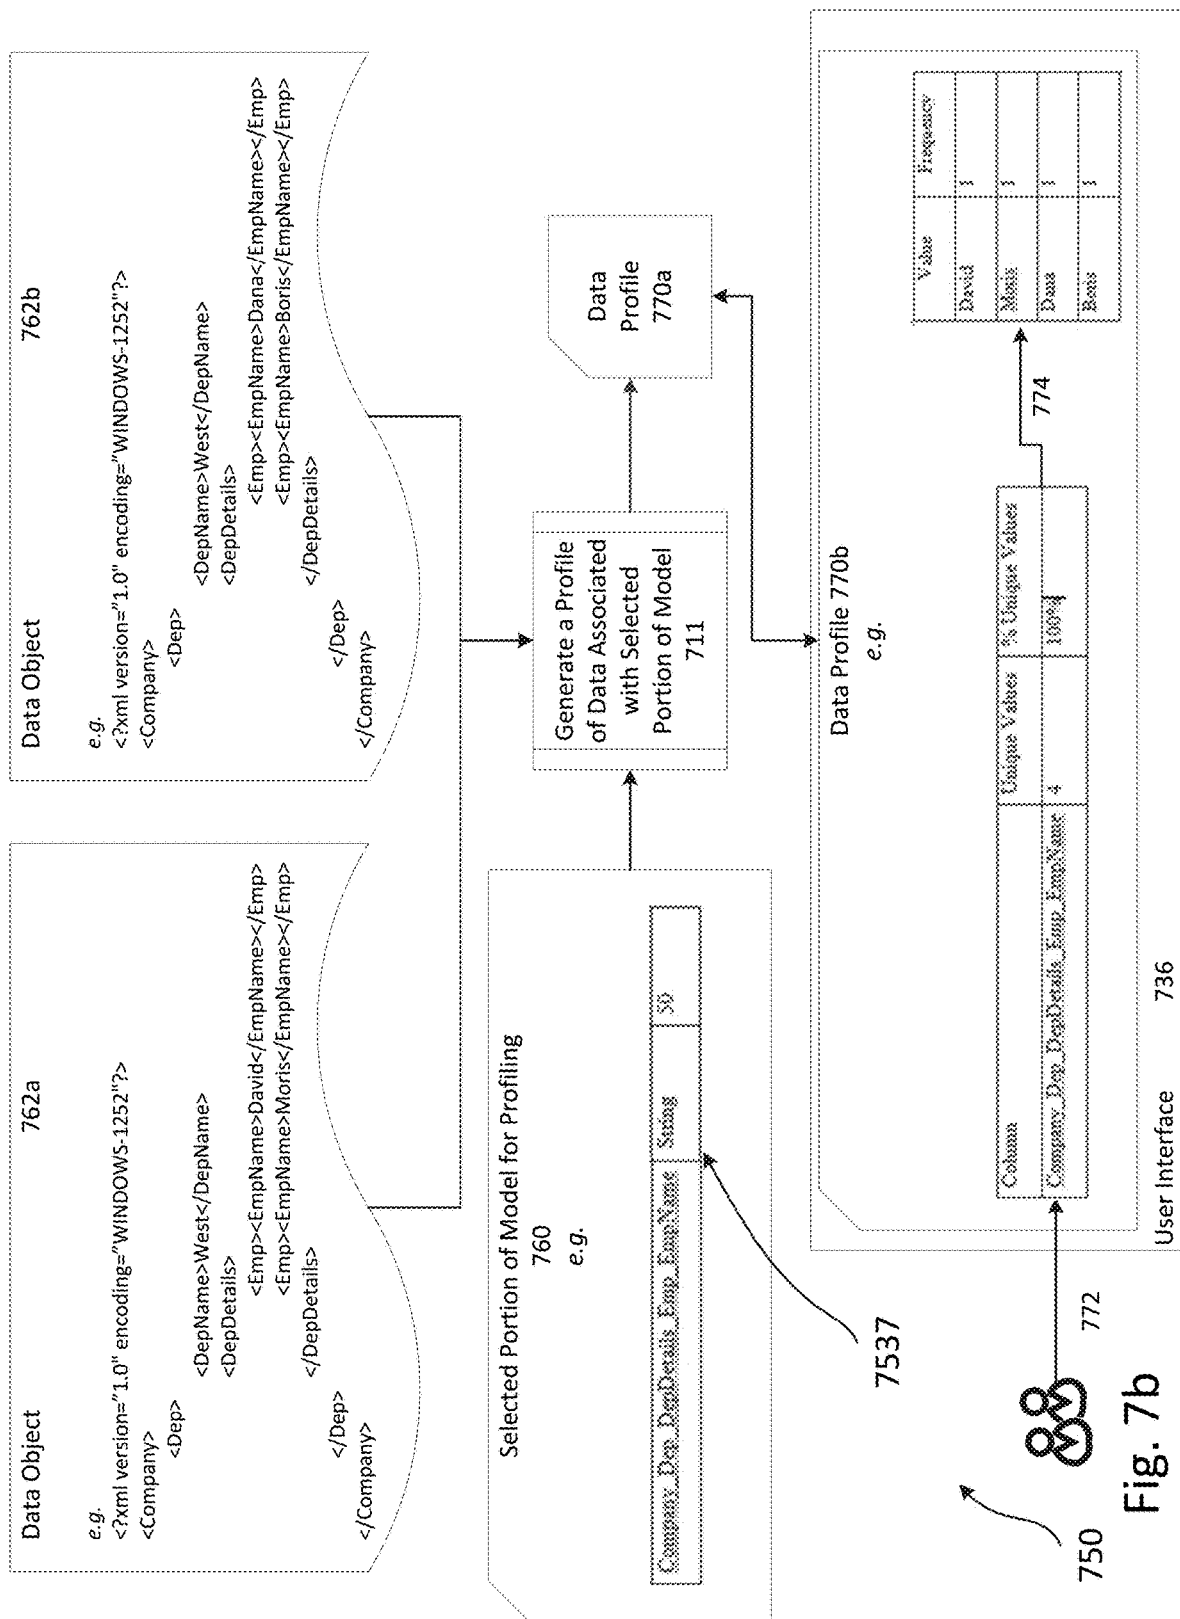 Data Object 762a
e.g.
<?xml version="1.0" encoding="WINDOWS-1252"?>
<Company>
<Dep>
<DepName>West</DepName>
<DepDetails>
<Emp><EmpName>David</EmpName></Emp>
<Emp><EmpName>Moris</EmpName></Emp>
</DepDetails>
</Dep>
</Company>
Data Object 762b
e.g.
<?xml version="1.0" encoding="WINDOWS-1252"?>
<Company>
<Dep>
<DepName>West</DepName>
<DepDetails>
<Emp><EmpName>Dana</EmpName></Emp>
<Emp><EmpName>Boris</EmpName></Emp>
</DepDetails>
</Dep>
</Company>
Selected Portion of Model for Profiling
760
e.g.
Company_Dep_DepDetails_Emp_EmpName String 50
7537
Generate a Profile
of Data Associated
with Selected
Portion of Model
711
Data
Profile
770a
Data Profile 770b
e.g.
Column Unique Values % Unique Values
Company_Dep_DepDetails_Emp_EmpName 4 100%
774
Value Frequency
David 1
Moris 1
Dana 1
Boris 1
User Interface 736
772
750
Fig. 7b